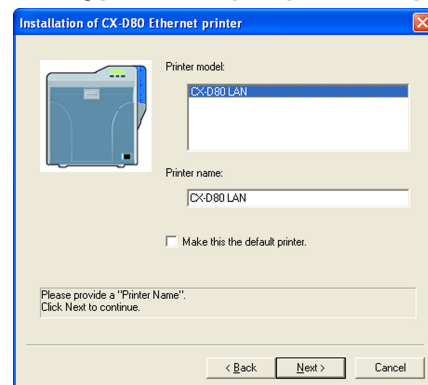 Installation of CX-D80 Ethernet printer
Printer model:
CX-D80 LAN
Printer name:
CX-D80 LAN
Make this the default printer.
Please provide a "Printer Name".
Click Next to continue.
< Back
Next >
Cancel